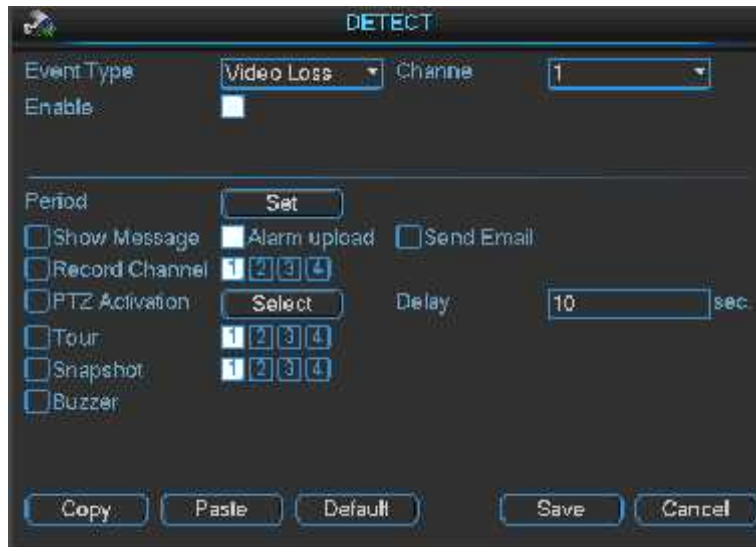 DETECT
Event Type Video Loss Channe 1
Enable
Period Set
Show Message Alarm upload Send Email
Record Channel 1 2 3 4
PTZ Activation Select Delay 10 sec.
Tour 1 2 3 4
Snapshot 1 2 3 4
Buzzer
Copy Paste Default Save Cancel